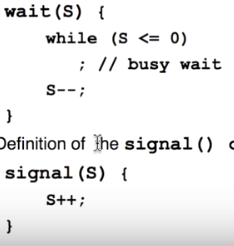 wait(S) {
while (S <= 0)
; // busy wait
S--;
}
Definition of the signal()
signal(S) {
S++;
}